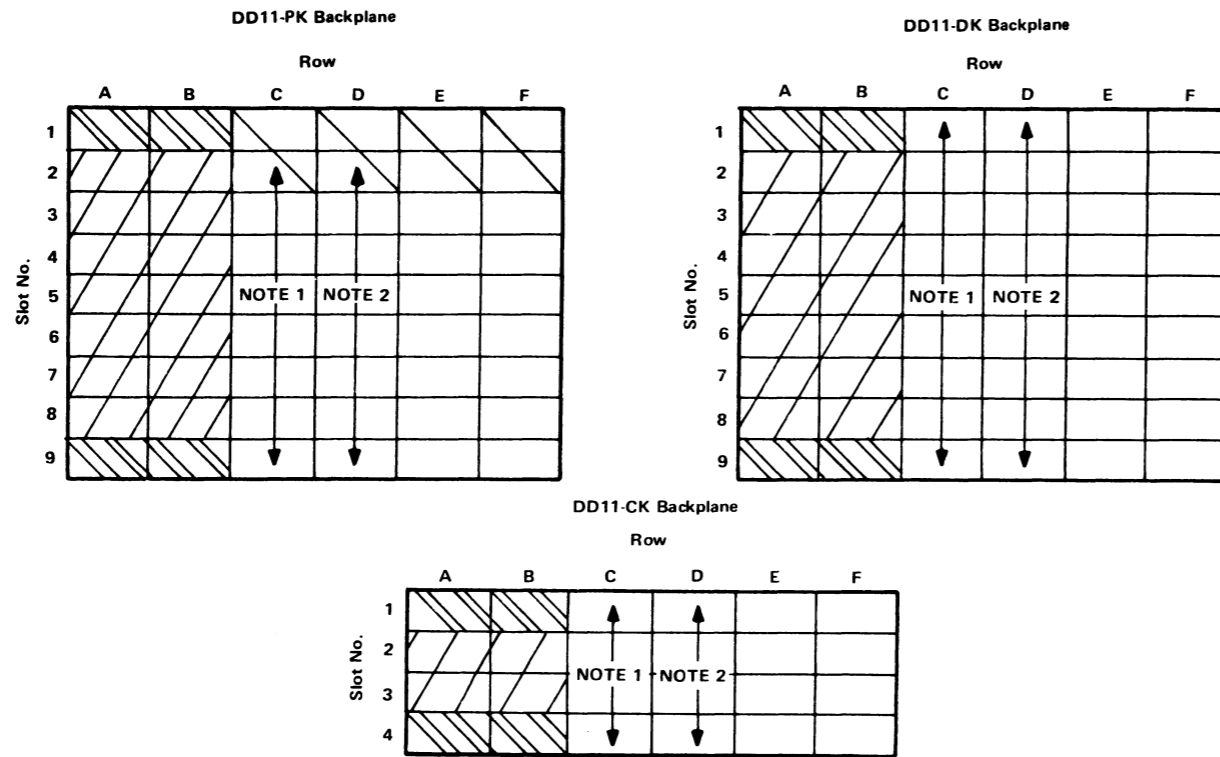 DD11-PK Backplane
Row
A B C D E F
Slot No.
1
2
3
4
5
NOTE 1 NOTE 2
6
7
8
9
DD11-DK Backplane
Row
A B C D E F
Slot No.
1
2
3
4
5
NOTE 1 NOTE 2
6
7
8
9
DD11-CK Backplane
Row
A B C D E F
Slot No.
1
2
NOTE 1 NOTE 2
3
4